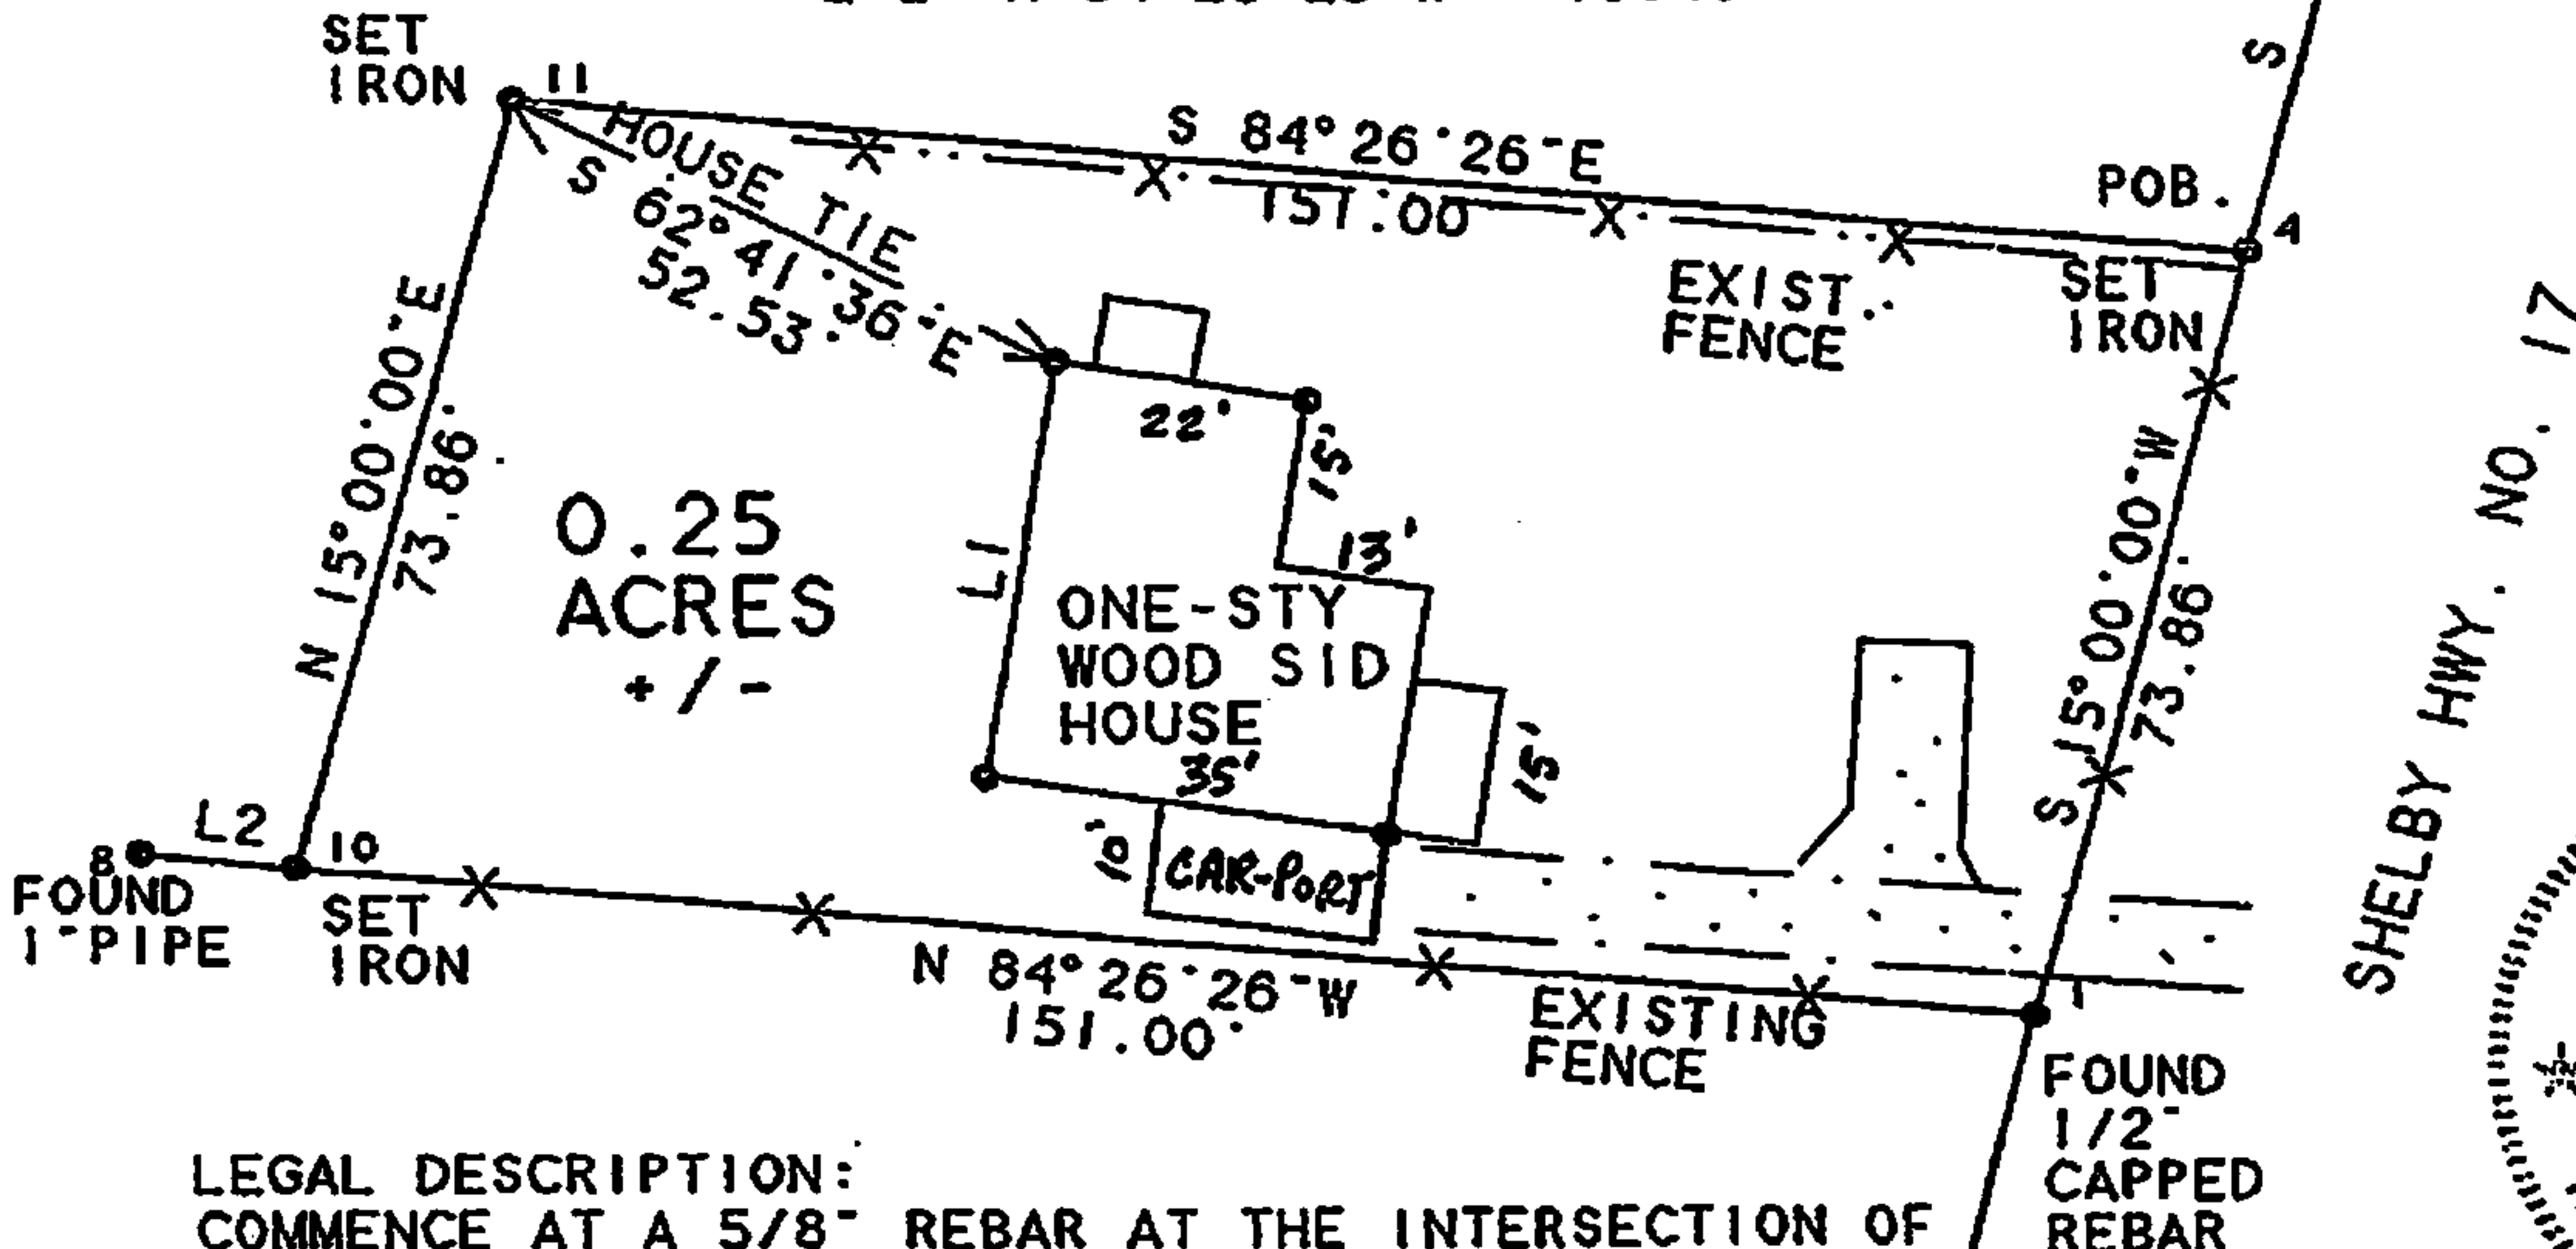 SET
IRON
11
HOUSE TIE
S 62°41'36"E
52.53'
S 84°26'26"E
151.00
POB.
4
S
EXIST.
FENCE
SET
IRON
N 15°00'00"E
73.86'
0.25
ACRES
+/-
22'
15'
13'
L1
ONE-STY
WOOD SID
HOUSE
35'
15'
10'
CAR-PORT
S 15°00'00"W
73.86'
S
SHELBY HWY. NO. 17
L2
8
10
FOUND
1"PIPE
SET
IRON
N 84°26'26"W
151.00'
EXISTING
FENCE
1
FOUND
1/2"
CAPPED
REBAR
LEGAL DESCRIPTION:
COMMENCE AT A 5/8" REBAR AT THE INTERSECTION OF